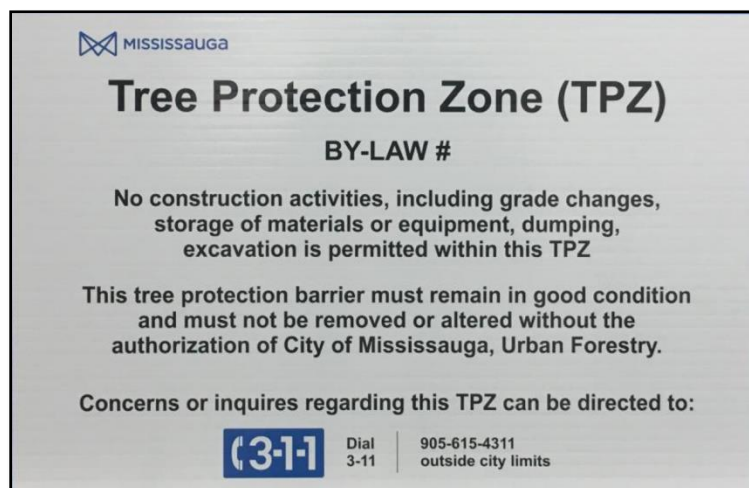 MISSISSAUGA
Tree Protection Zone (TPZ)
BY-LAW #
No construction activities, including grade changes,
storage of materials or equipment, dumping,
excavation is permitted within this TPZ
This tree protection barrier must remain in good condition
and must not be removed or altered without the
authorization of City of Mississauga, Urban Forestry.
Concerns or inquires regarding this TPZ can be directed to:
3-1-1
Dial
3-11
905-615-4311
outside city limits